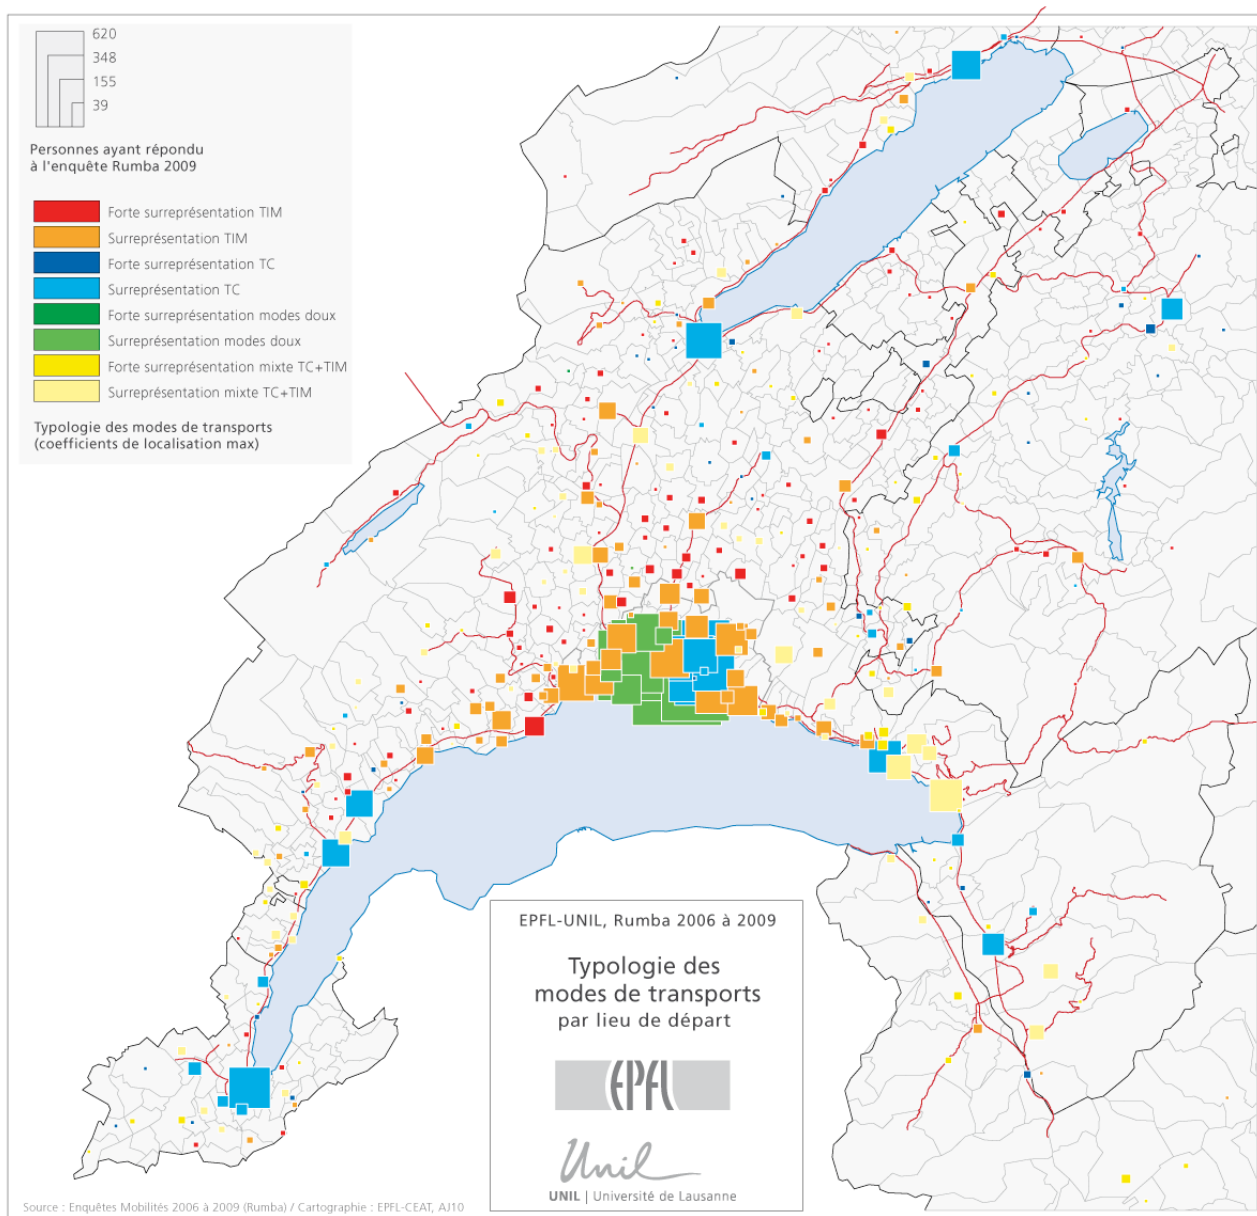 620
348
155
39
Personnes ayant répondu
à l'enquête Rumba 2009
Forte surreprésentation TIM
Surreprésentation TIM
Forte surreprésentation TC
Surreprésentation TC
Forte surreprésentation modes doux
Surreprésentation modes doux
Forte surreprésentation mixte TC+TIM
Surreprésentation mixte TC+TIM
Typologie des modes de transports
(coefficients de localisation max)
EPFL-UNIL, Rumba 2006 à 2009
Typologie des
modes de transports
par lieu de départ
EPFL
Unil
UNIL | Université de Lausanne
Source : Enquêtes Mobilités 2006 à 2009 (Rumba) / Cartographie : EPFL-CEAT, AJ10